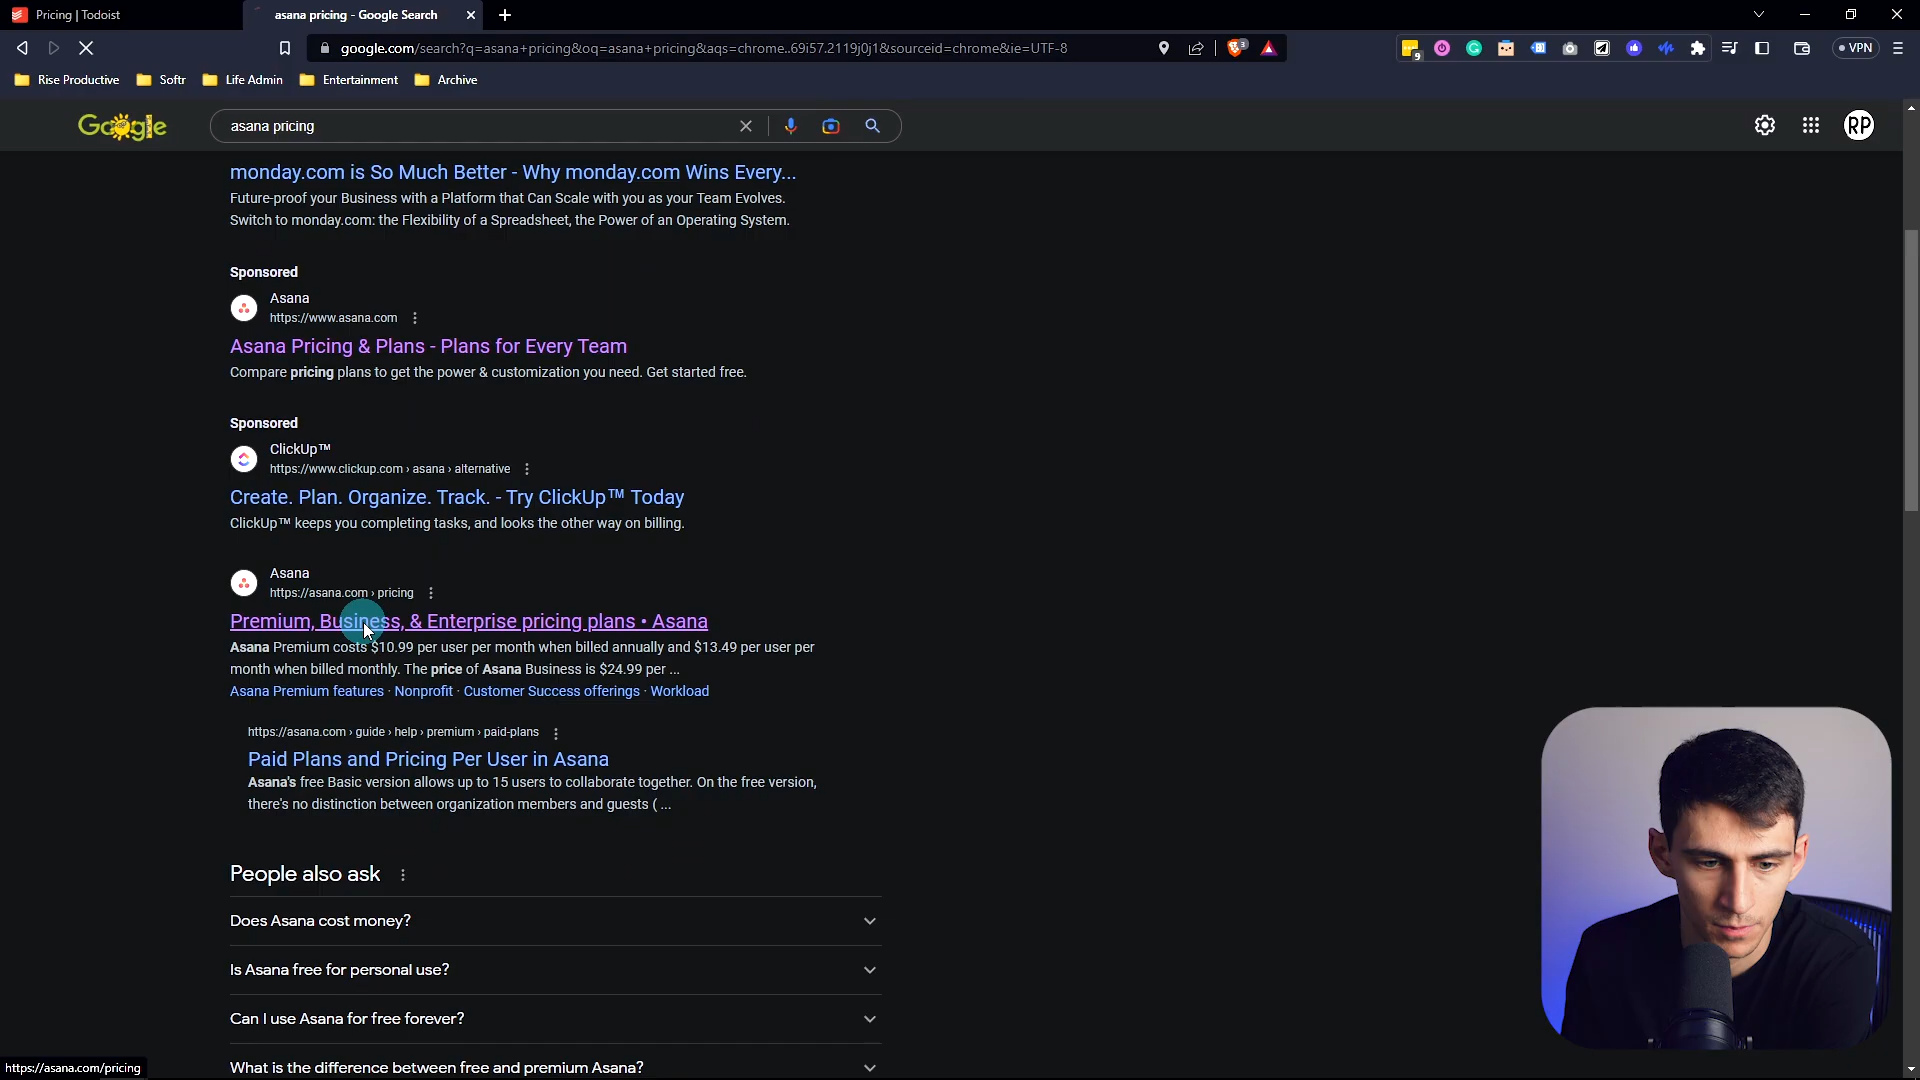 Pricing | Todoist
asana pricing - Google Search
google.com/search?q=asana+pricing&oq=asana+pricing&aqs=chrome..69i57.2119j0j1&sourceid=chrome&ie=UTF-8
3
9
VPN
Rise Productive
Softr
Life Admin
Entertainment
Archive
Google
asana pricing
RP
monday.com is So Much Better - Why monday.com Wins Every...
Future-proof your Business with a Platform that Can Scale with you as your Team Evolves.
Switch to monday.com: the Flexibility of a Spreadsheet, the Power of an Operating System.
Sponsored
Asana
https://www.asana.com
Asana Pricing & Plans - Plans for Every Team
Compare pricing plans to get the power & customization you need. Get started free.
Sponsored
ClickUp™
https://www.clickup.com › asana › alternative
Create. Plan. Organize. Track. - Try ClickUp™ Today
ClickUp™ keeps you completing tasks, and looks the other way on billing.
Asana
https://asana.com › pricing
Premium, Business, & Enterprise pricing plans • Asana
Asana Premium costs $10.99 per user per month when billed annually and $13.49 per user per
month when billed monthly. The price of Asana Business is $24.99 per ...
Asana Premium features · Nonprofit · Customer Success offerings · Workload
https://asana.com › guide › help › premium › paid-plans
Paid Plans and Pricing Per User in Asana
Asana's free Basic version allows up to 15 users to collaborate together. On the free version,
there's no distinction between organization members and guests ( ...
People also ask
Does Asana cost money?
Is Asana free for personal use?
Can I use Asana for free forever?
What is the difference between free and premium Asana?
https://asana.com/pricing